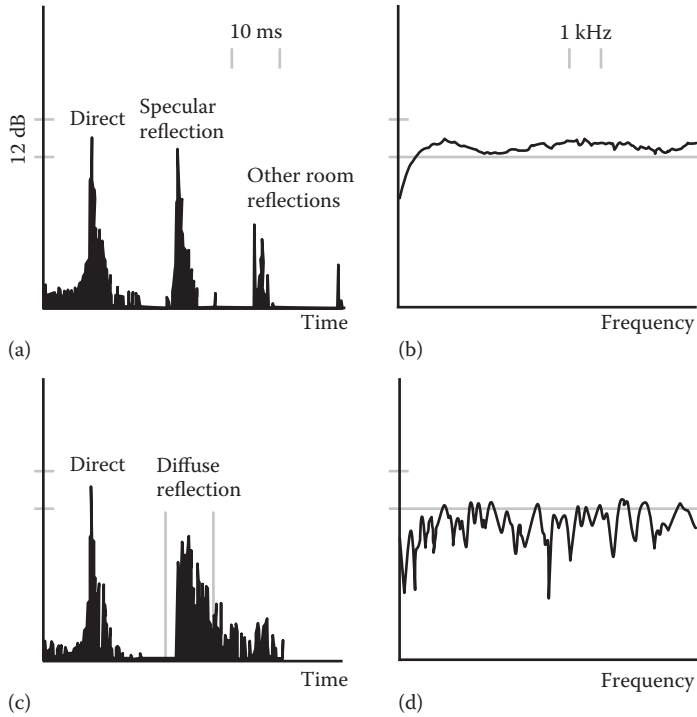 10 ms
Direct
Specular
reflection
Other room
reflections
12 dB
Time
(a)
1 kHz
Frequency
(b)
Direct
Diffuse
reflection
Time
(c)
Frequency
(d)